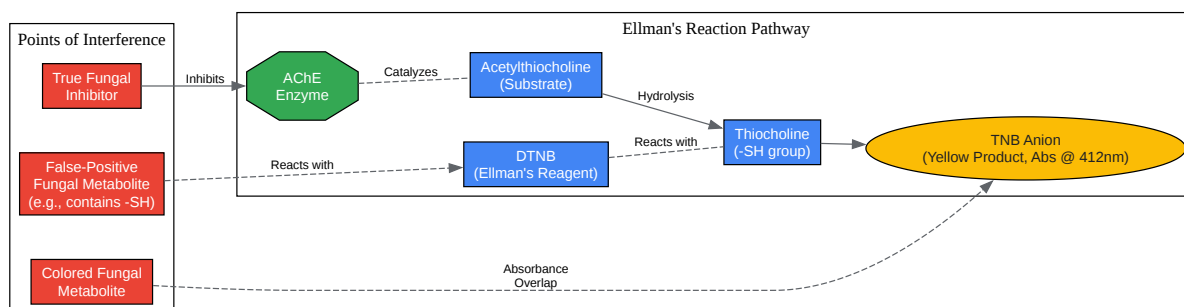 Points of Interference
Ellman's Reaction Pathway
True Fungal
Inhibitor
Inhibits
AChE
Enzyme
Catalyzes
Acetylthiocholine
(Substrate)
Hydrolysis
Thiocholine
(-SH group)
TNB Anion
(Yellow Product, Abs @ 412nm)
False-Positive
Fungal Metabolite
(e.g., contains -SH)
Reacts with
DTNB
(Ellman's Reagent)
Reacts with
Colored Fungal
Metabolite
Absorbance
Overlap